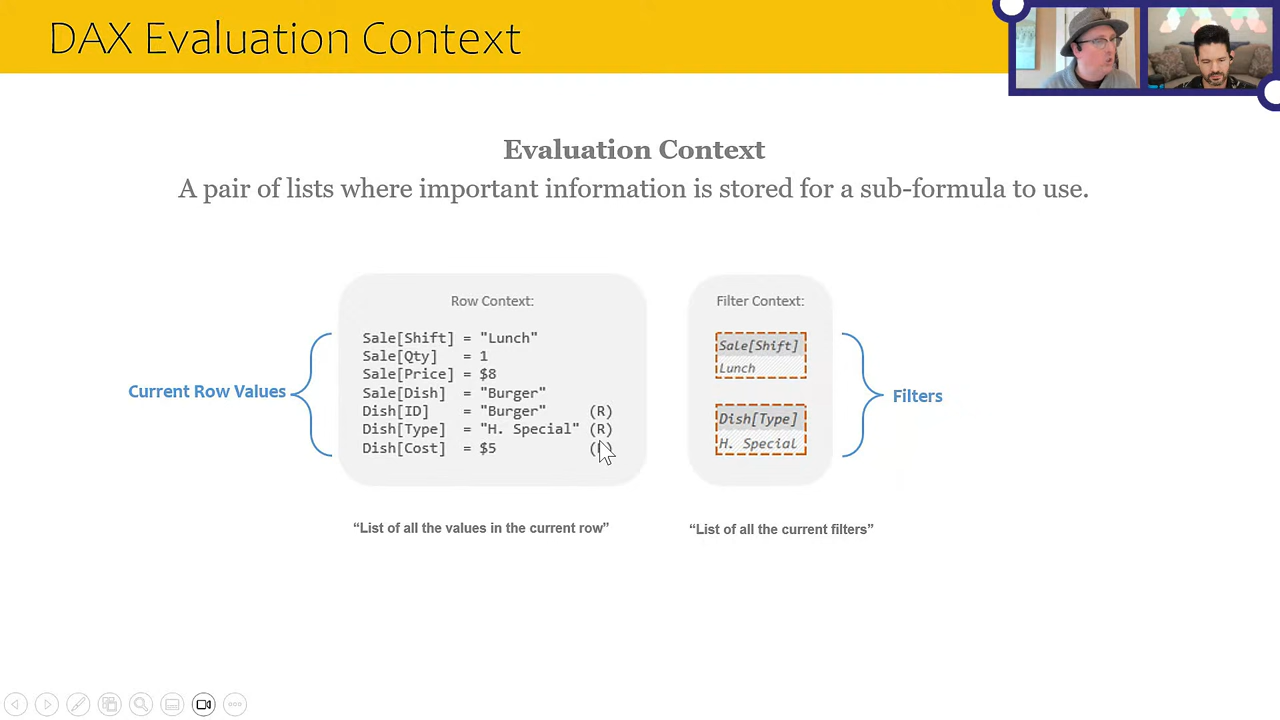 DAX Evaluation Context
Evaluation Context
A pair of lists where important information is stored for a sub-formula to use.
Row Context:
Sale[Shift] = "Lunch"
Sale[Qty] = 1
Sale[Price] = $8
Sale[Dish] = "Burger"
Dish[ID] = "Burger" (R)
Dish[Type] = "H. Special" (R)
Dish[Cost] = $5
Current Row Values
Filter Context:
Sale[Shift]
Lunch
Dish[Type]
H. Special
Filters
“List of all the values in the current row”
“List of all the current filters”